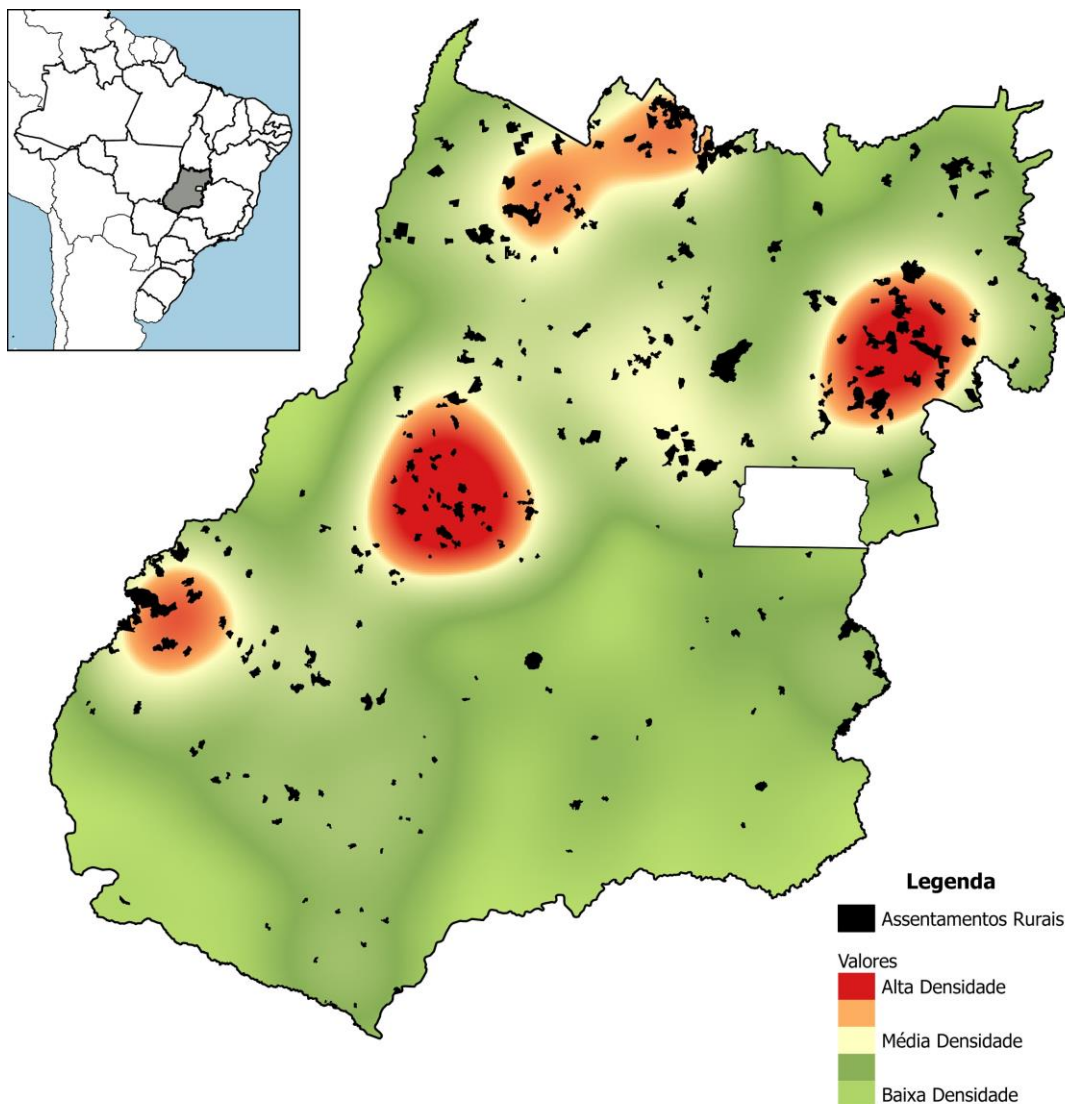 Legenda
Assentamentos Rurais
Valores
Alta Densidade
Média Densidade
Baixa Densidade